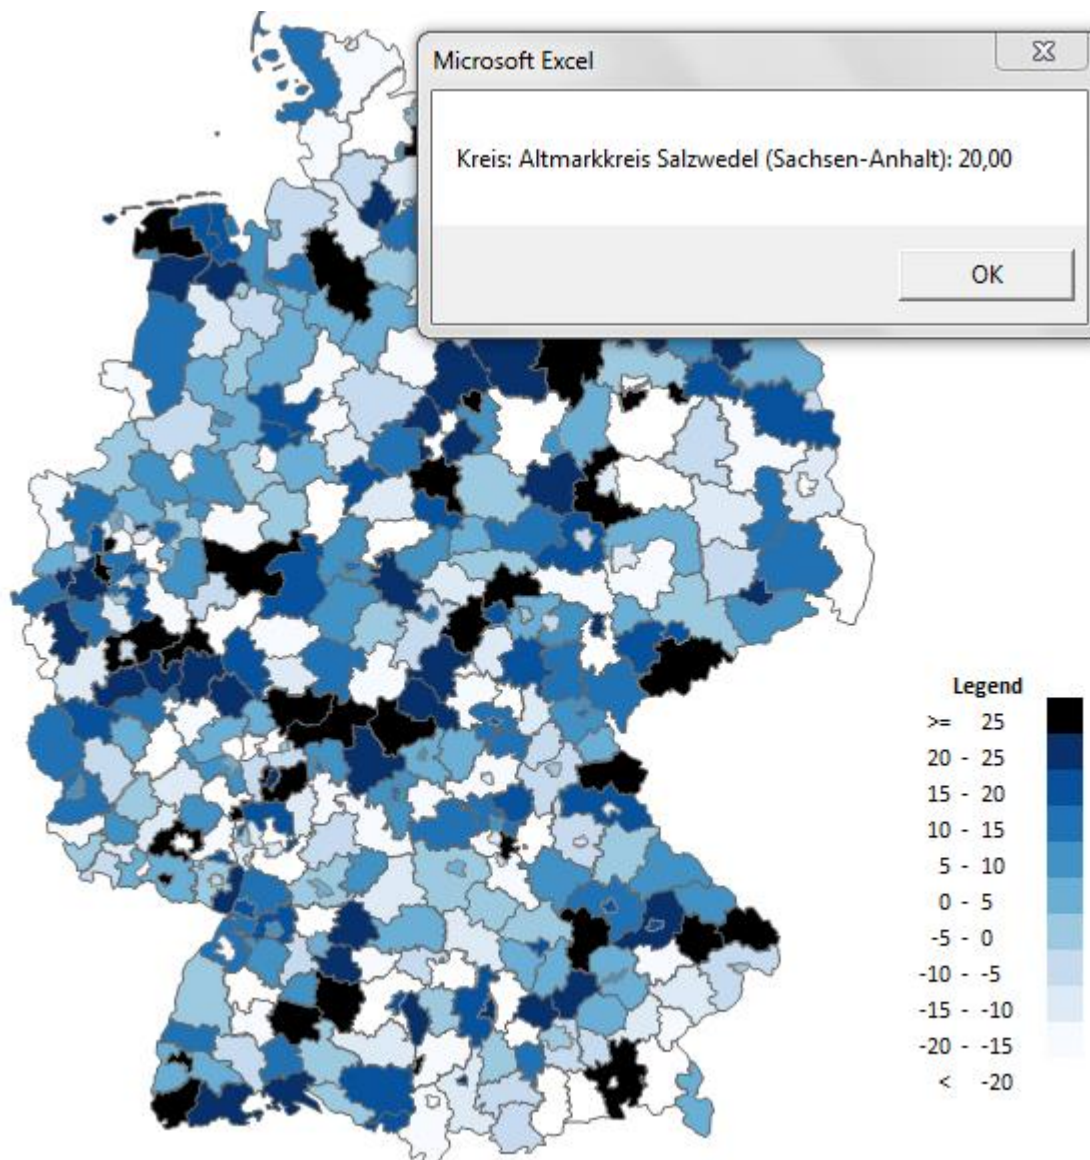 Microsoft Excel
Kreis: Altmarkkreis Salzwedel (Sachsen-Anhalt): 20,00
OK
Legend
>= 25
20 - 25
15 - 20
10 - 15
5 - 10
0 - 5
-5 - 0
-10 - -5
-15 - -10
-20 - -15
< -20